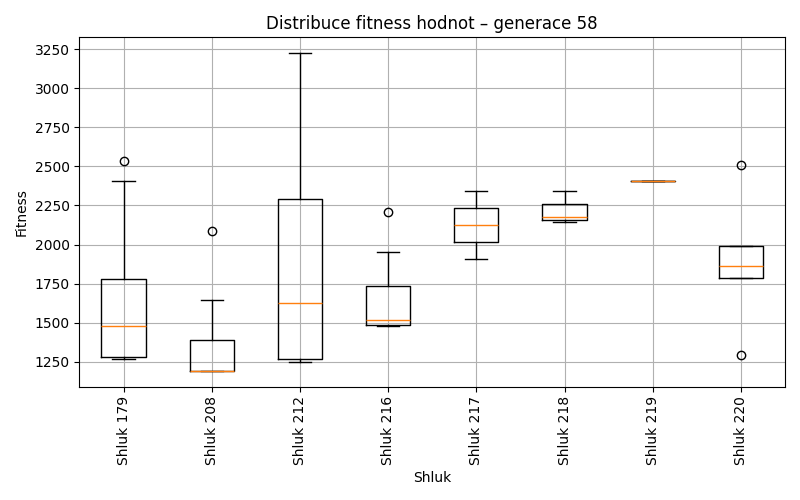 Distribuce fitness hodnot – generace 58
Fitness
3250
3000
2750
2500
2250
2000
1750
1500
1250
Shluk 179
Shluk 208
Shluk 212
Shluk 216
Shluk 217
Shluk 218
Shluk 219
Shluk 220
Shluk